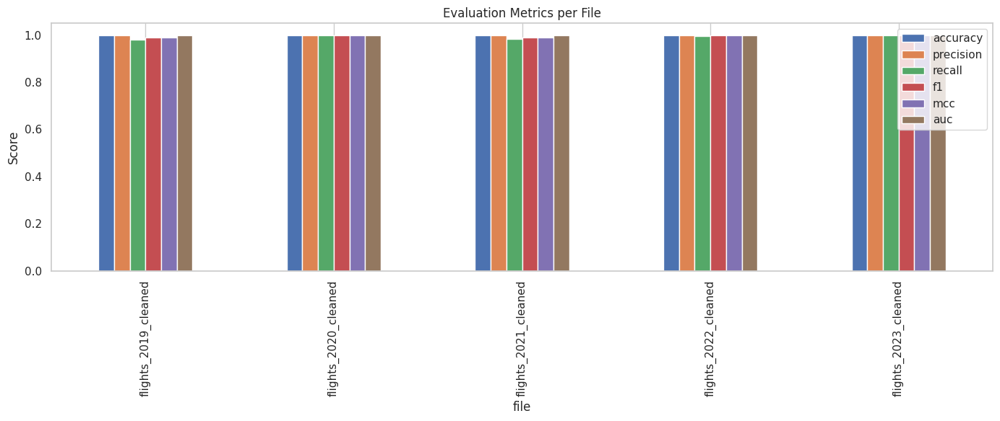 Evaluation Metrics per File
1.0
0.8
0.6
0.4
0.2
0.0
Score
accuracy
precision
recall
f1
mcc
auc
flights_2019_cleaned
flights_2020_cleaned
flights_2021_cleaned
flights_2022_cleaned
flights_2023_cleaned
file